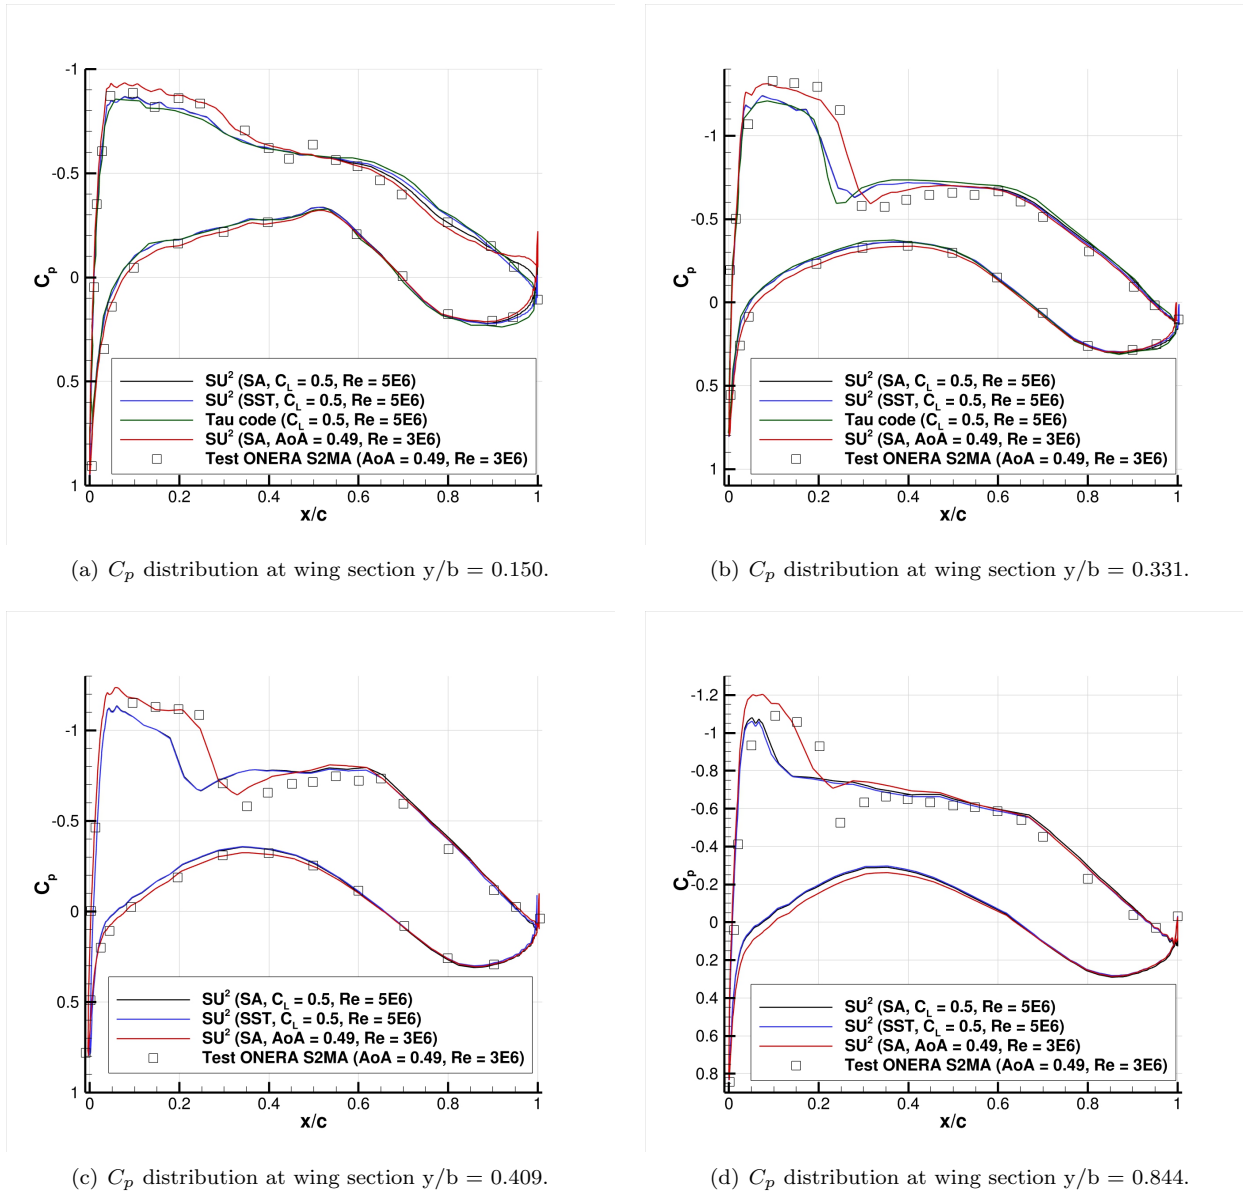 -1
-0.5
0
0.5
1
C_p
SU² (SA, C_L = 0.5, Re = 5E6)
SU² (SST, C_L = 0.5, Re = 5E6)
Tau code (C_L = 0.5, Re = 5E6)
SU² (SA, AoA = 0.49, Re = 3E6)
Test ONERA S2MA (AoA = 0.49, Re = 3E6)
0 0.2 0.4 0.6 0.8 1
x/c
(a) C_p distribution at wing section y/b = 0.150.
-1
-0.5
0
0.5
1
C_p
SU² (SA, C_L = 0.5, Re = 5E6)
SU² (SST, C_L = 0.5, Re = 5E6)
Tau code (C_L = 0.5, Re = 5E6)
SU² (SA, AoA = 0.49, Re = 3E6)
Test ONERA S2MA (AoA = 0.49, Re = 3E6)
0 0.2 0.4 0.6 0.8 1
x/c
(b) C_p distribution at wing section y/b = 0.331.
-1
-0.5
0
0.5
1
C_p
SU² (SA, C_L = 0.5, Re = 5E6)
SU² (SST, C_L = 0.5, Re = 5E6)
SU² (SA, AoA = 0.49, Re = 3E6)
Test ONERA S2MA (AoA = 0.49, Re = 3E6)
0 0.2 0.4 0.6 0.8 1
x/c
(c) C_p distribution at wing section y/b = 0.409.
-1.2
-1
-0.8
-0.6
-0.4
-0.2
0
0.2
0.4
0.6
0.8
C_p
SU² (SA, C_L = 0.5, Re = 5E6)
SU² (SST, C_L = 0.5, Re = 5E6)
SU² (SA, AoA = 0.49, Re = 3E6)
Test ONERA S2MA (AoA = 0.49, Re = 3E6)
0 0.2 0.4 0.6 0.8 1
x/c
(d) C_p distribution at wing section y/b = 0.844.